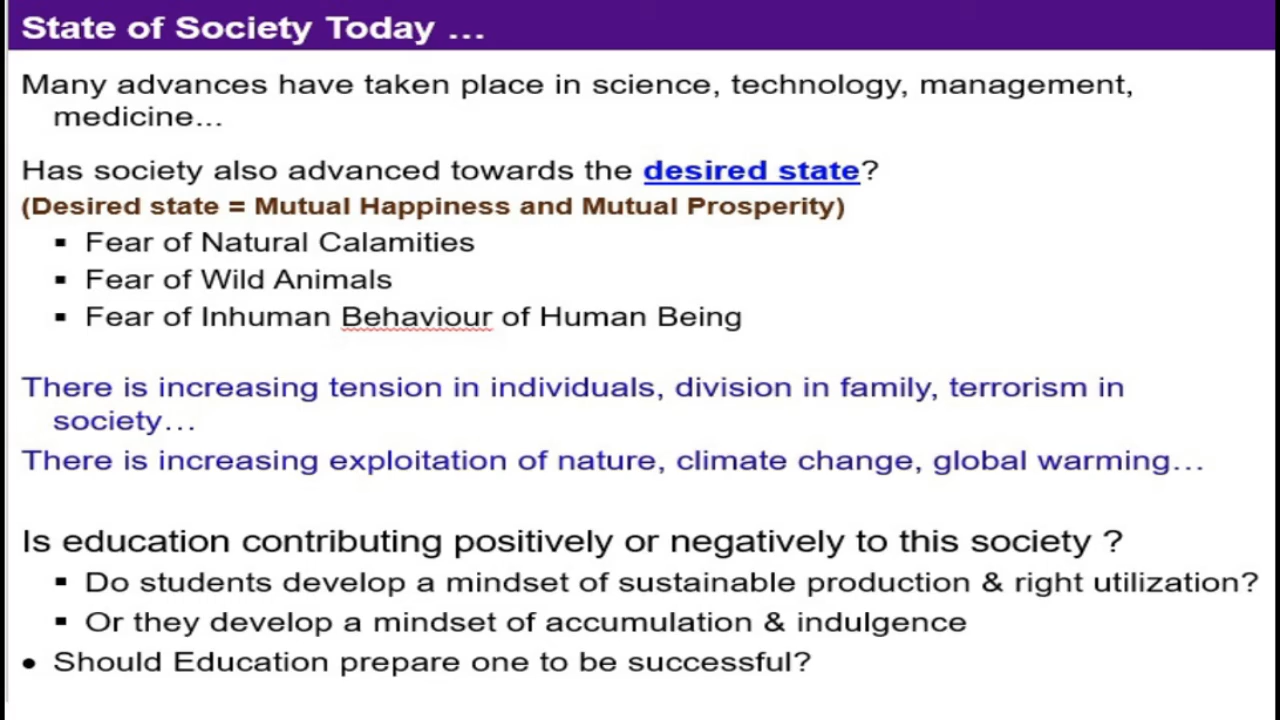 State of Society Today …
Many advances have taken place in science, technology, management,
medicine...
Has society also advanced towards the desired state?
(Desired state = Mutual Happiness and Mutual Prosperity)
▪ Fear of Natural Calamities
▪ Fear of Wild Animals
▪ Fear of Inhuman Behaviour of Human Being
There is increasing tension in individuals, division in family, terrorism in
society…
There is increasing exploitation of nature, climate change, global warming…
Is education contributing positively or negatively to this society ?
▪ Do students develop a mindset of sustainable production & right utilization?
▪ Or they develop a mindset of accumulation & indulgence
• Should Education prepare one to be successful?